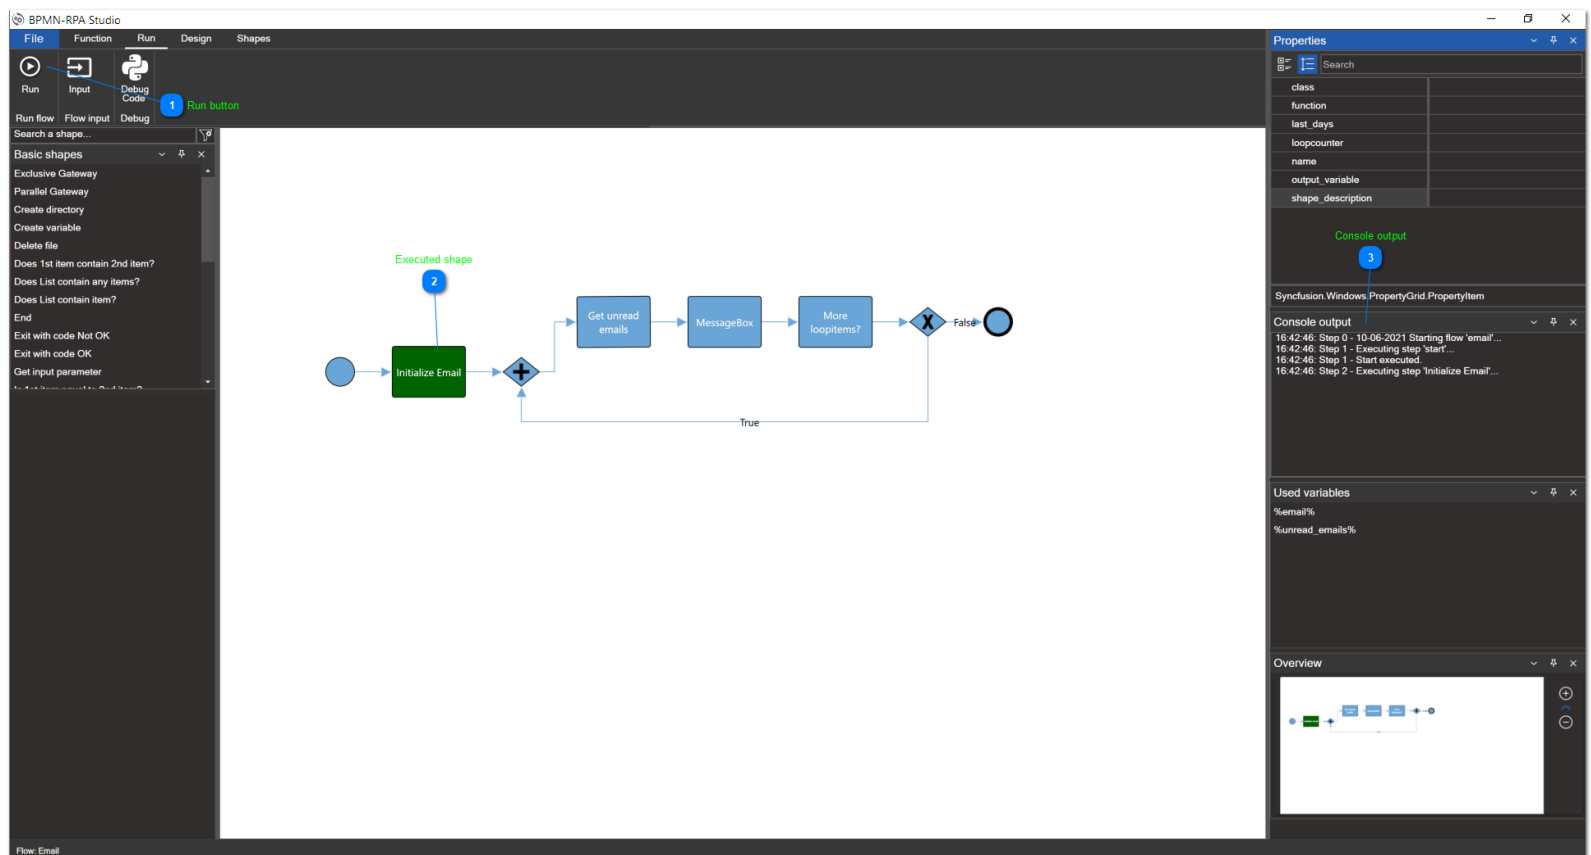 BPMN-RPA Studio
File Function Run Design Shapes
Run Input Debug Code
1 Run button
Run flow Flow input Debug
Search a shape...
Basic shapes
Exclusive Gateway
Parallel Gateway
Create directory
Create variable
Delete file
Does 1st item contain 2nd item?
Does List contain any items?
Does List contain item?
End
Exit with code Not OK
Exit with code OK
Get input parameter
Is 1st item equal to 2nd item?
Executed shape
2
Initialize Email
Get unread
emails
MessageBox
More
loopitems?
X
False
True
Properties
Search
class
function
last_days
loopcounter
name
output_variable
shape_description
Console output
3
Syncfusion.Windows.PropertyGrid.PropertyItem
Console output
16:42:46: Step 0 - 10-06-2021 Starting flow 'email'...
16:42:46: Step 1 - Executing step 'start'...
16:42:46: Step 1 - Start executed.
16:42:46: Step 2 - Executing step 'Initialize Email'...
Used variables
%email%
%unread_emails%
Overview
Flow: Email